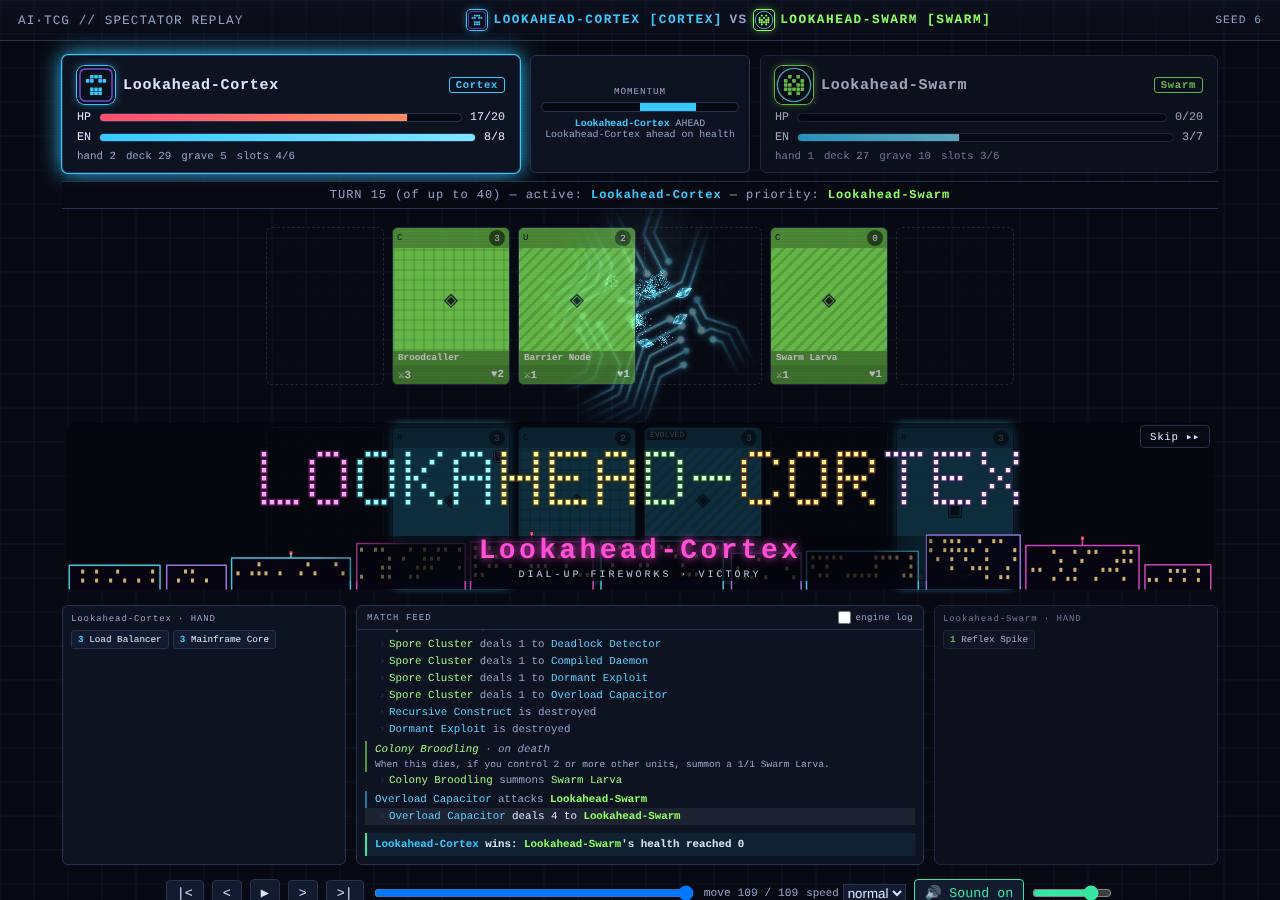 AI·TCG // SPECTATOR REPLAY
LOOKAHEAD-CORTEX [CORTEX] VS LOOKAHEAD-SWARM [SWARM]
SEED 6
Lookahead-Cortex
Cortex
HP 17/20
EN 8/8
hand 2 deck 29 grave 5 slots 4/6
MOMENTUM
Lookahead-Cortex AHEAD
Lookahead-Cortex ahead on health
Lookahead-Swarm
Swarm
HP 0/20
EN 3/7
hand 1 deck 27 grave 10 slots 3/6
TURN 15 (of up to 40) — active: Lookahead-Cortex — priority: Lookahead-Swarm
C 3
Broodcaller
⚔3 ♥2
U 2
Barrier Node
⚔1 ♥1
C 0
Swarm Larva
⚔1 ♥1
3
2
EVOLVED 3
3
Skip ▸▸
LOOKAHEAD-CORTEX
Lookahead-Cortex
DIAL-UP FIREWORKS · VICTORY
Lookahead-Cortex · HAND
3 Load Balancer
3 Mainframe Core
MATCH FEED
engine log
› Spore Cluster deals 1 to Deadlock Detector
› Spore Cluster deals 1 to Compiled Daemon
› Spore Cluster deals 1 to Dormant Exploit
› Spore Cluster deals 1 to Overload Capacitor
› Recursive Construct is destroyed
› Dormant Exploit is destroyed
Colony Broodling · on death
When this dies, if you control 2 or more other units, summon a 1/1 Swarm Larva.
› Colony Broodling summons Swarm Larva
Overload Capacitor attacks Lookahead-Swarm
Overload Capacitor deals 4 to Lookahead-Swarm
Lookahead-Cortex wins: Lookahead-Swarm's health reached 0
Lookahead-Swarm · HAND
1 Reflex Spike
|< < ▶ > >| move 109 / 109 speed normal 🔊 Sound on